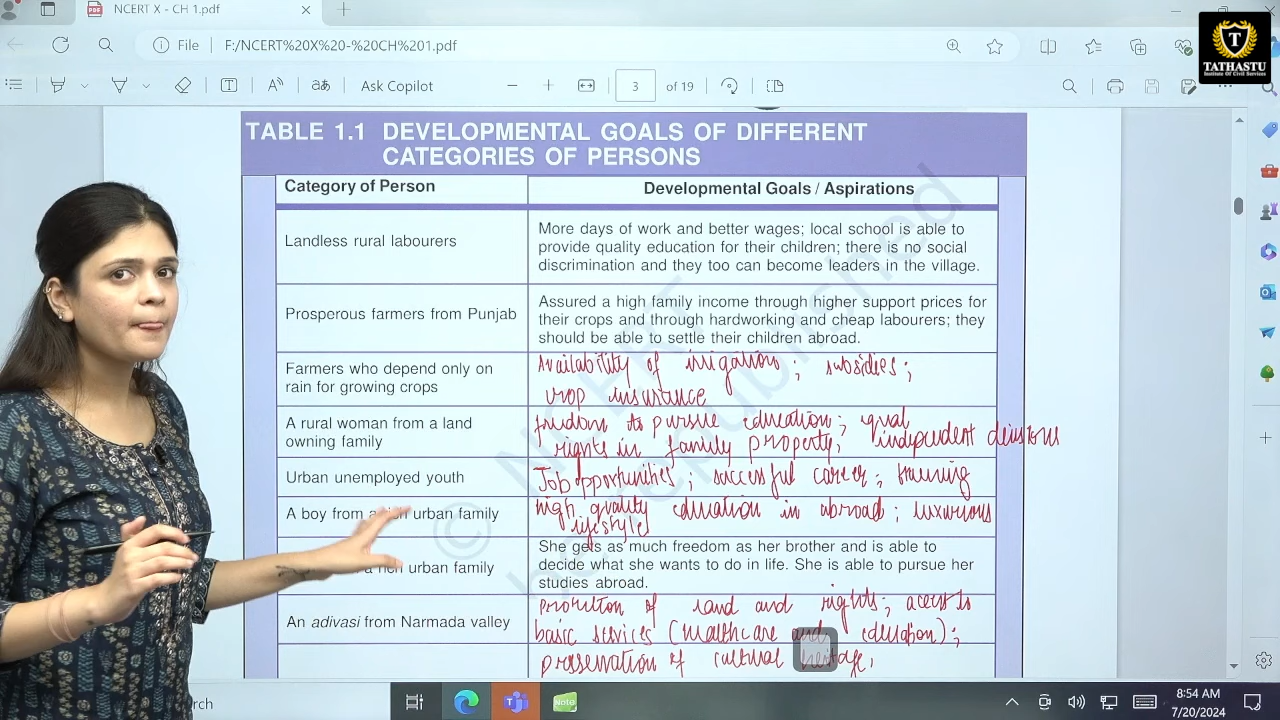 NCERT X - CH 1.pdf
File
F:/NCERT%20X%20-%20CH%201.pdf
T
TATHASTU
Institute Of Civil Services
Ask Copilot
3 of 19
TABLE 1.1 DEVELOPMENTAL GOALS OF DIFFERENT
CATEGORIES OF PERSONS
Category of Person
Developmental Goals / Aspirations
Landless rural labourers
More days of work and better wages; local school is able to
provide quality education for their children; there is no social
discrimination and they too can become leaders in the village.
Prosperous farmers from Punjab
Assured a high family income through higher support prices for
their crops and through hardworking and cheap labourers; they
should be able to settle their children abroad.
Farmers who depend only on
rain for growing crops
Availability of irrigation ; subsidies ;
crop insurance
A rural woman from a land
owning family
freedom to pursue education ; equal
rights in family property; independent decisions
Urban unemployed youth
Job opportunities ; successful career ; training
A boy from a rich urban family
high quality education in abroad ; luxurious
lifestyle
a rich urban family
She gets as much freedom as her brother and is able to
decide what she wants to do in life. She is able to pursue her
studies abroad.
An adivasi from Narmada valley
protection of land and rights; access to
basic services (healthcare and education);
preservation of cultural heritage,
© NCERT
published
8:54 AM
7/20/2024